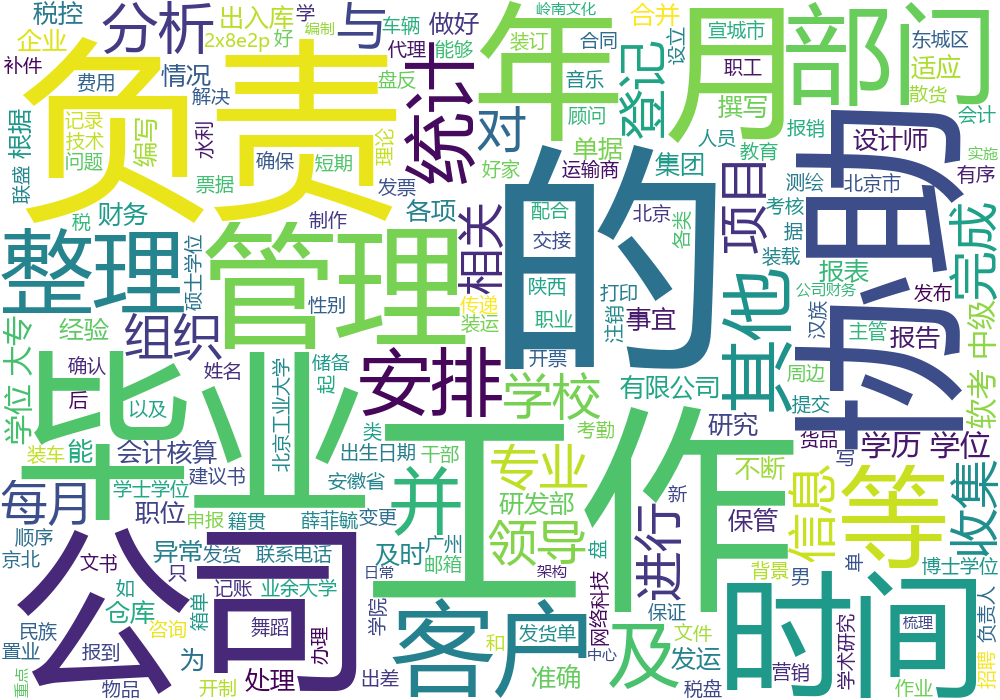 税控
分析
出入库
学
编制
与
岭南文化
合并
宣城市
东城区
企业
2x8e2p
好
车辆
做好
年
月
部门
装订
合同
设立
补件
情况
代理
能够
登记
适应
费用
盘反
音乐
职工
散货
负责
解决
统计
对
顾问
撰写
记录
技术
问题
编写
水利
理论
人员
报销
会计
根据
联盛
确保
短期
单据
教育
协助
设计师
实施
票据
发票
好家
运输商
集团
测绘
北京市
有序
税
财务
制作
各项
的
配合
北京
各类
项目
考核
据
整理
硕士学位
管理
相关
交接
其他
装载
报表
完成
经验
性别
传递
装运
陕西
打印
公司财务
发布
大专
组织
职业
注销
事宜
汉族
主管
报告
中级
确认
姓名
储备
起
安排
开票
周边
学位
后
以及
毕业
北京工业大学
学校
有限公司
提交
软考
能
会计核算
类
考勤
研究
货品
写
学历
学位
装车
建议书
出生日期
干部
工作
专业
不断
等
收集
每月
学士学位
安徽省
并
研发部
信息
职位
申报
籍贯
薛菲毓
变更
领导
新
保管
顺序
京北
公司
异常
发货
联系电话
及时
广州
邮箱
盘
进行
背景
男
单
博士学位
文书
只
日常
架构
时间
如
仓库
箱单
记账
业余大学
客户
网络科技
保证
学术研究
负责人
民族
咨询
舞蹈
办理
学院
和
发货单
及
文件
梳理
置业
报到
为
中心
发运
营销
招聘
重点
物品
开制
处理
出差
准确
税盘
作业